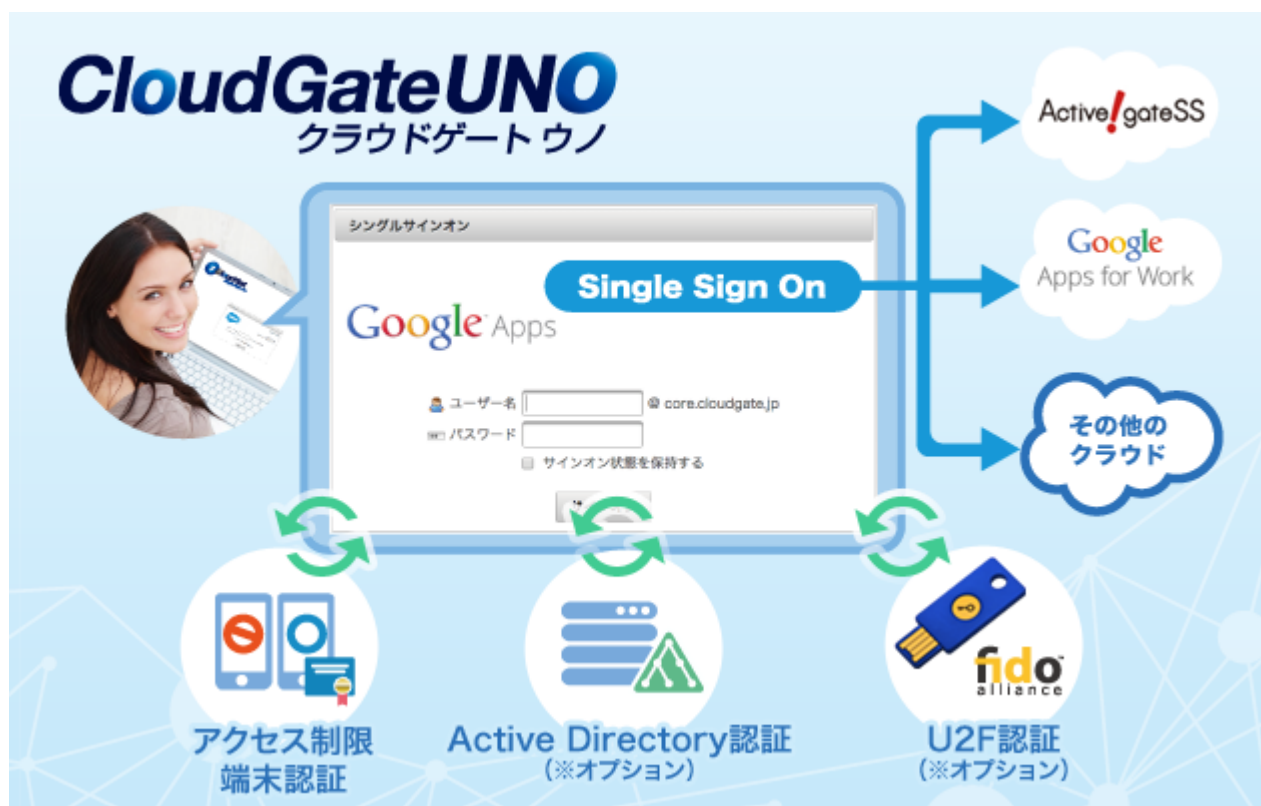 CloudGateUNO
クラウドゲート ウノ
シングルサインオン
Single Sign On
Google Apps
ユーザー名
@ core.cloudgate.jp
パスワード
サインオン状態を保持する
Active!gateSS
Google
Apps for Work
その他の
クラウド
アクセス制限
端末認証
Active Directory認証
(※オプション)
fido
alliance
U2F認証
(※オプション)